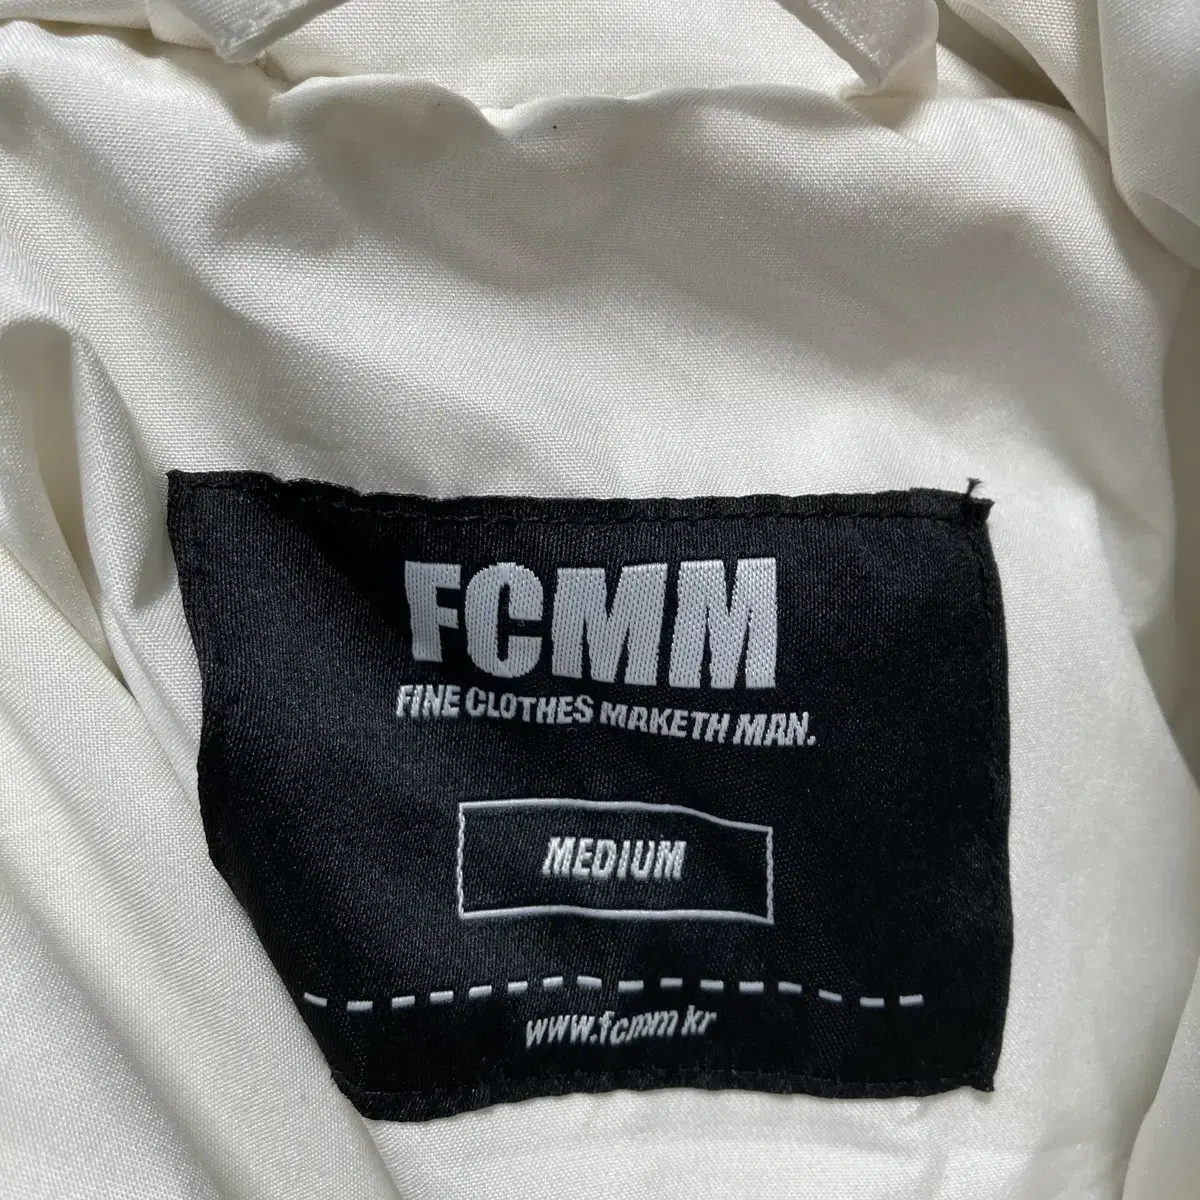 FCMM
FINE CLOTHES MAKETH MAN.
MEDIUM
www.fcmm.kr